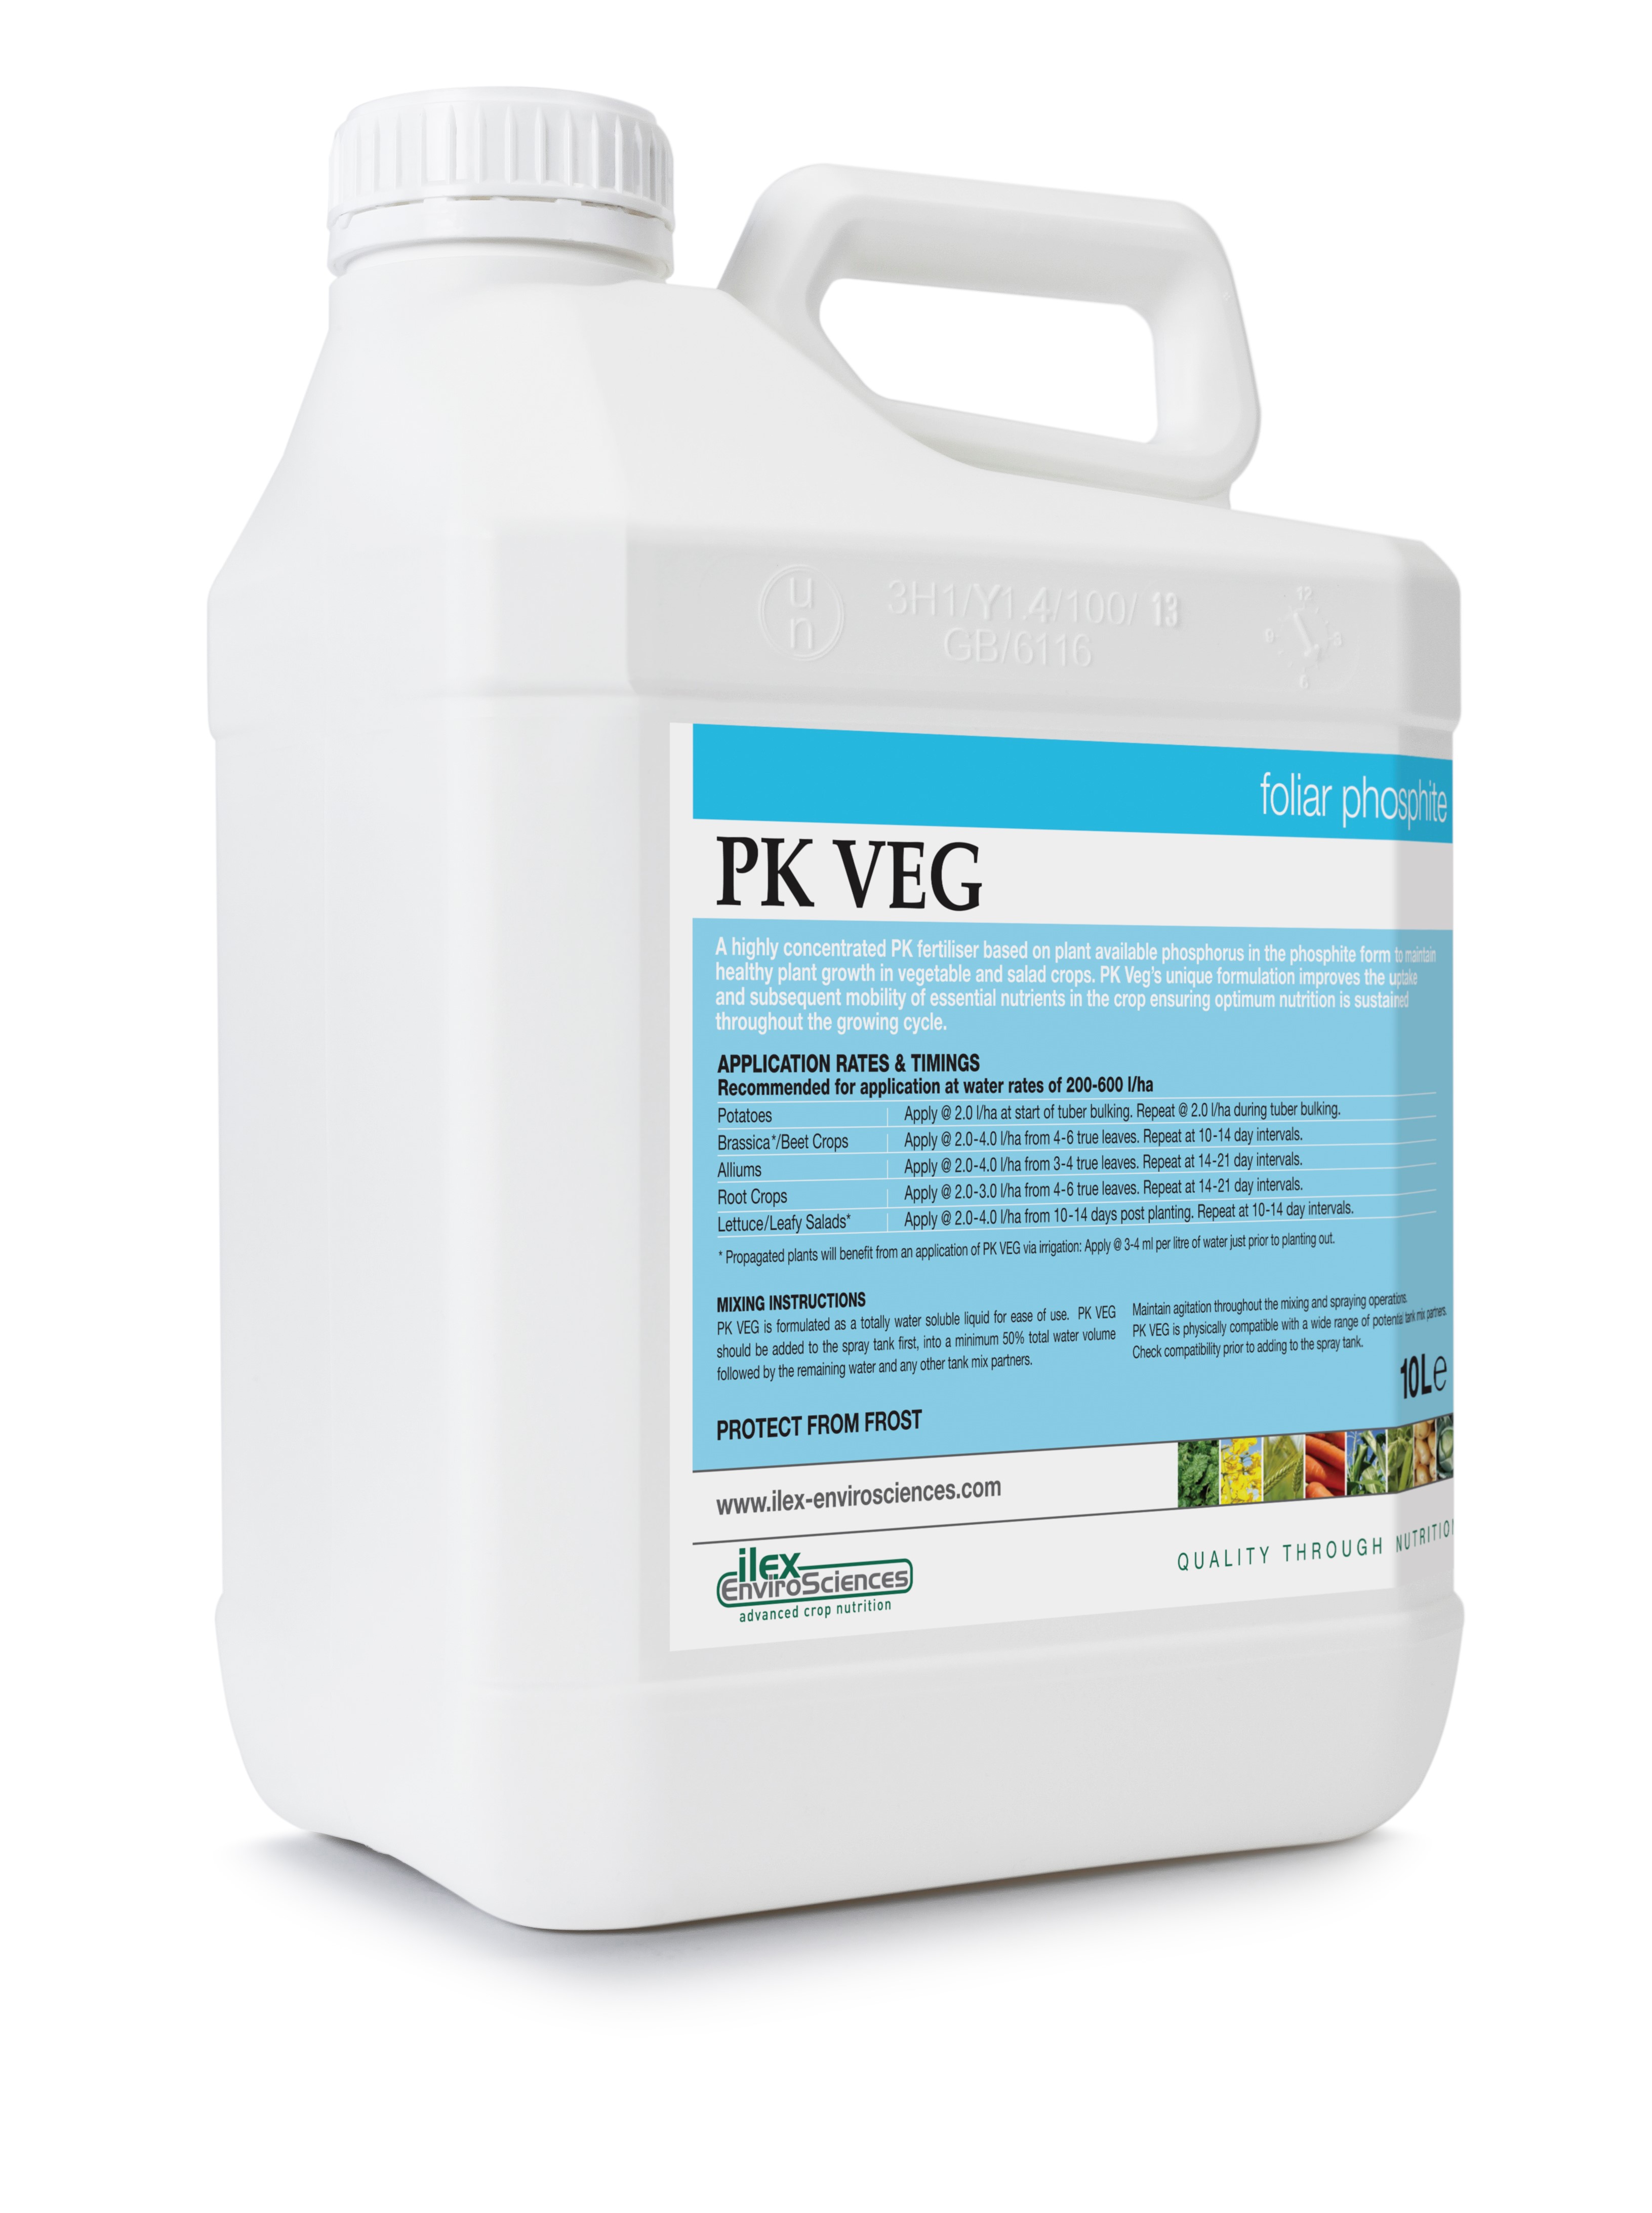 un
3H1/Y1.4/100/ 13
GB/6116
12
9 3
6
foliar phosphite
PK VEG
A highly concentrated PK fertiliser based on plant available phosphorus in the phosphite form to maintain
healthy plant growth in vegetable and salad crops. PK Veg's unique formulation improves the uptake
and subsequent mobility of essential nutrients in the crop ensuring optimum nutrition is sustained
throughout the growing cycle.
APPLICATION RATES & TIMINGS
Recommended for application at water rates of 200-600 l/ha
Potatoes Apply @ 2.0 l/ha at start of tuber bulking. Repeat @ 2.0 l/ha during tuber bulking.
Brassica*/Beet Crops Apply @ 2.0-4.0 l/ha from 4-6 true leaves. Repeat at 10-14 day intervals.
Alliums Apply @ 2.0-4.0 l/ha from 3-4 true leaves. Repeat at 14-21 day intervals.
Root Crops Apply @ 2.0-3.0 l/ha from 4-6 true leaves. Repeat at 14-21 day intervals.
Lettuce/Leafy Salads* Apply @ 2.0-4.0 l/ha from 10-14 days post planting. Repeat at 10-14 day intervals.
* Propagated plants will benefit from an application of PK VEG via irrigation: Apply @ 3-4 ml per litre of water just prior to planting out.
MIXING INSTRUCTIONS
PK VEG is formulated as a totally water soluble liquid for ease of use. PK VEG
should be added to the spray tank first, into a minimum 50% total water volume
followed by the remaining water and any other tank mix partners.
Maintain agitation throughout the mixing and spraying operations.
PK VEG is physically compatible with a wide range of potential tank mix partners.
Check compatibility prior to adding to the spray tank.
10L e
PROTECT FROM FROST
www.ilex-envirosciences.com
ilex
EnviroSciences
advanced crop nutrition
QUALITY THROUGH NUTRITION